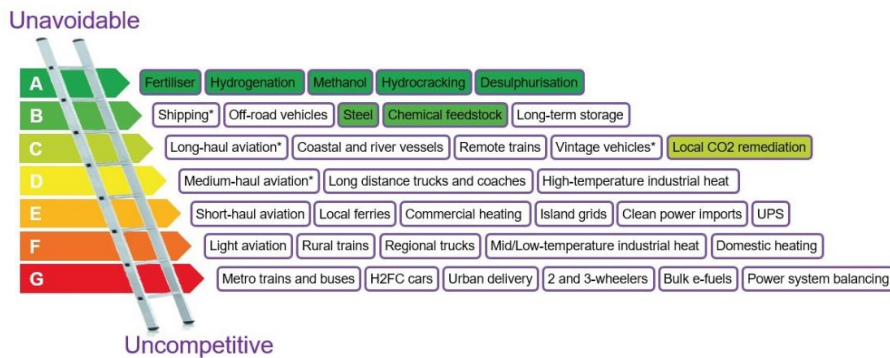 Unavoidable
A Fertiliser Hydrogenation Methanol Hydrocracking Desulphurisation
B Shipping* Off-road vehicles Steel Chemical feedstock Long-term storage
C Long-haul aviation* Coastal and river vessels Remote trains Vintage vehicles* Local CO2 remediation
D Medium-haul aviation* Long distance trucks and coaches High-temperature industrial heat
E Short-haul aviation Local ferries Commercial heating Island grids Clean power imports UPS
F Light aviation Rural trains Regional trucks Mid/Low-temperature industrial heat Domestic heating
G Metro trains and buses H2FC cars Urban delivery 2 and 3-wheelers Bulk e-fuels Power system balancing
Uncompetitive